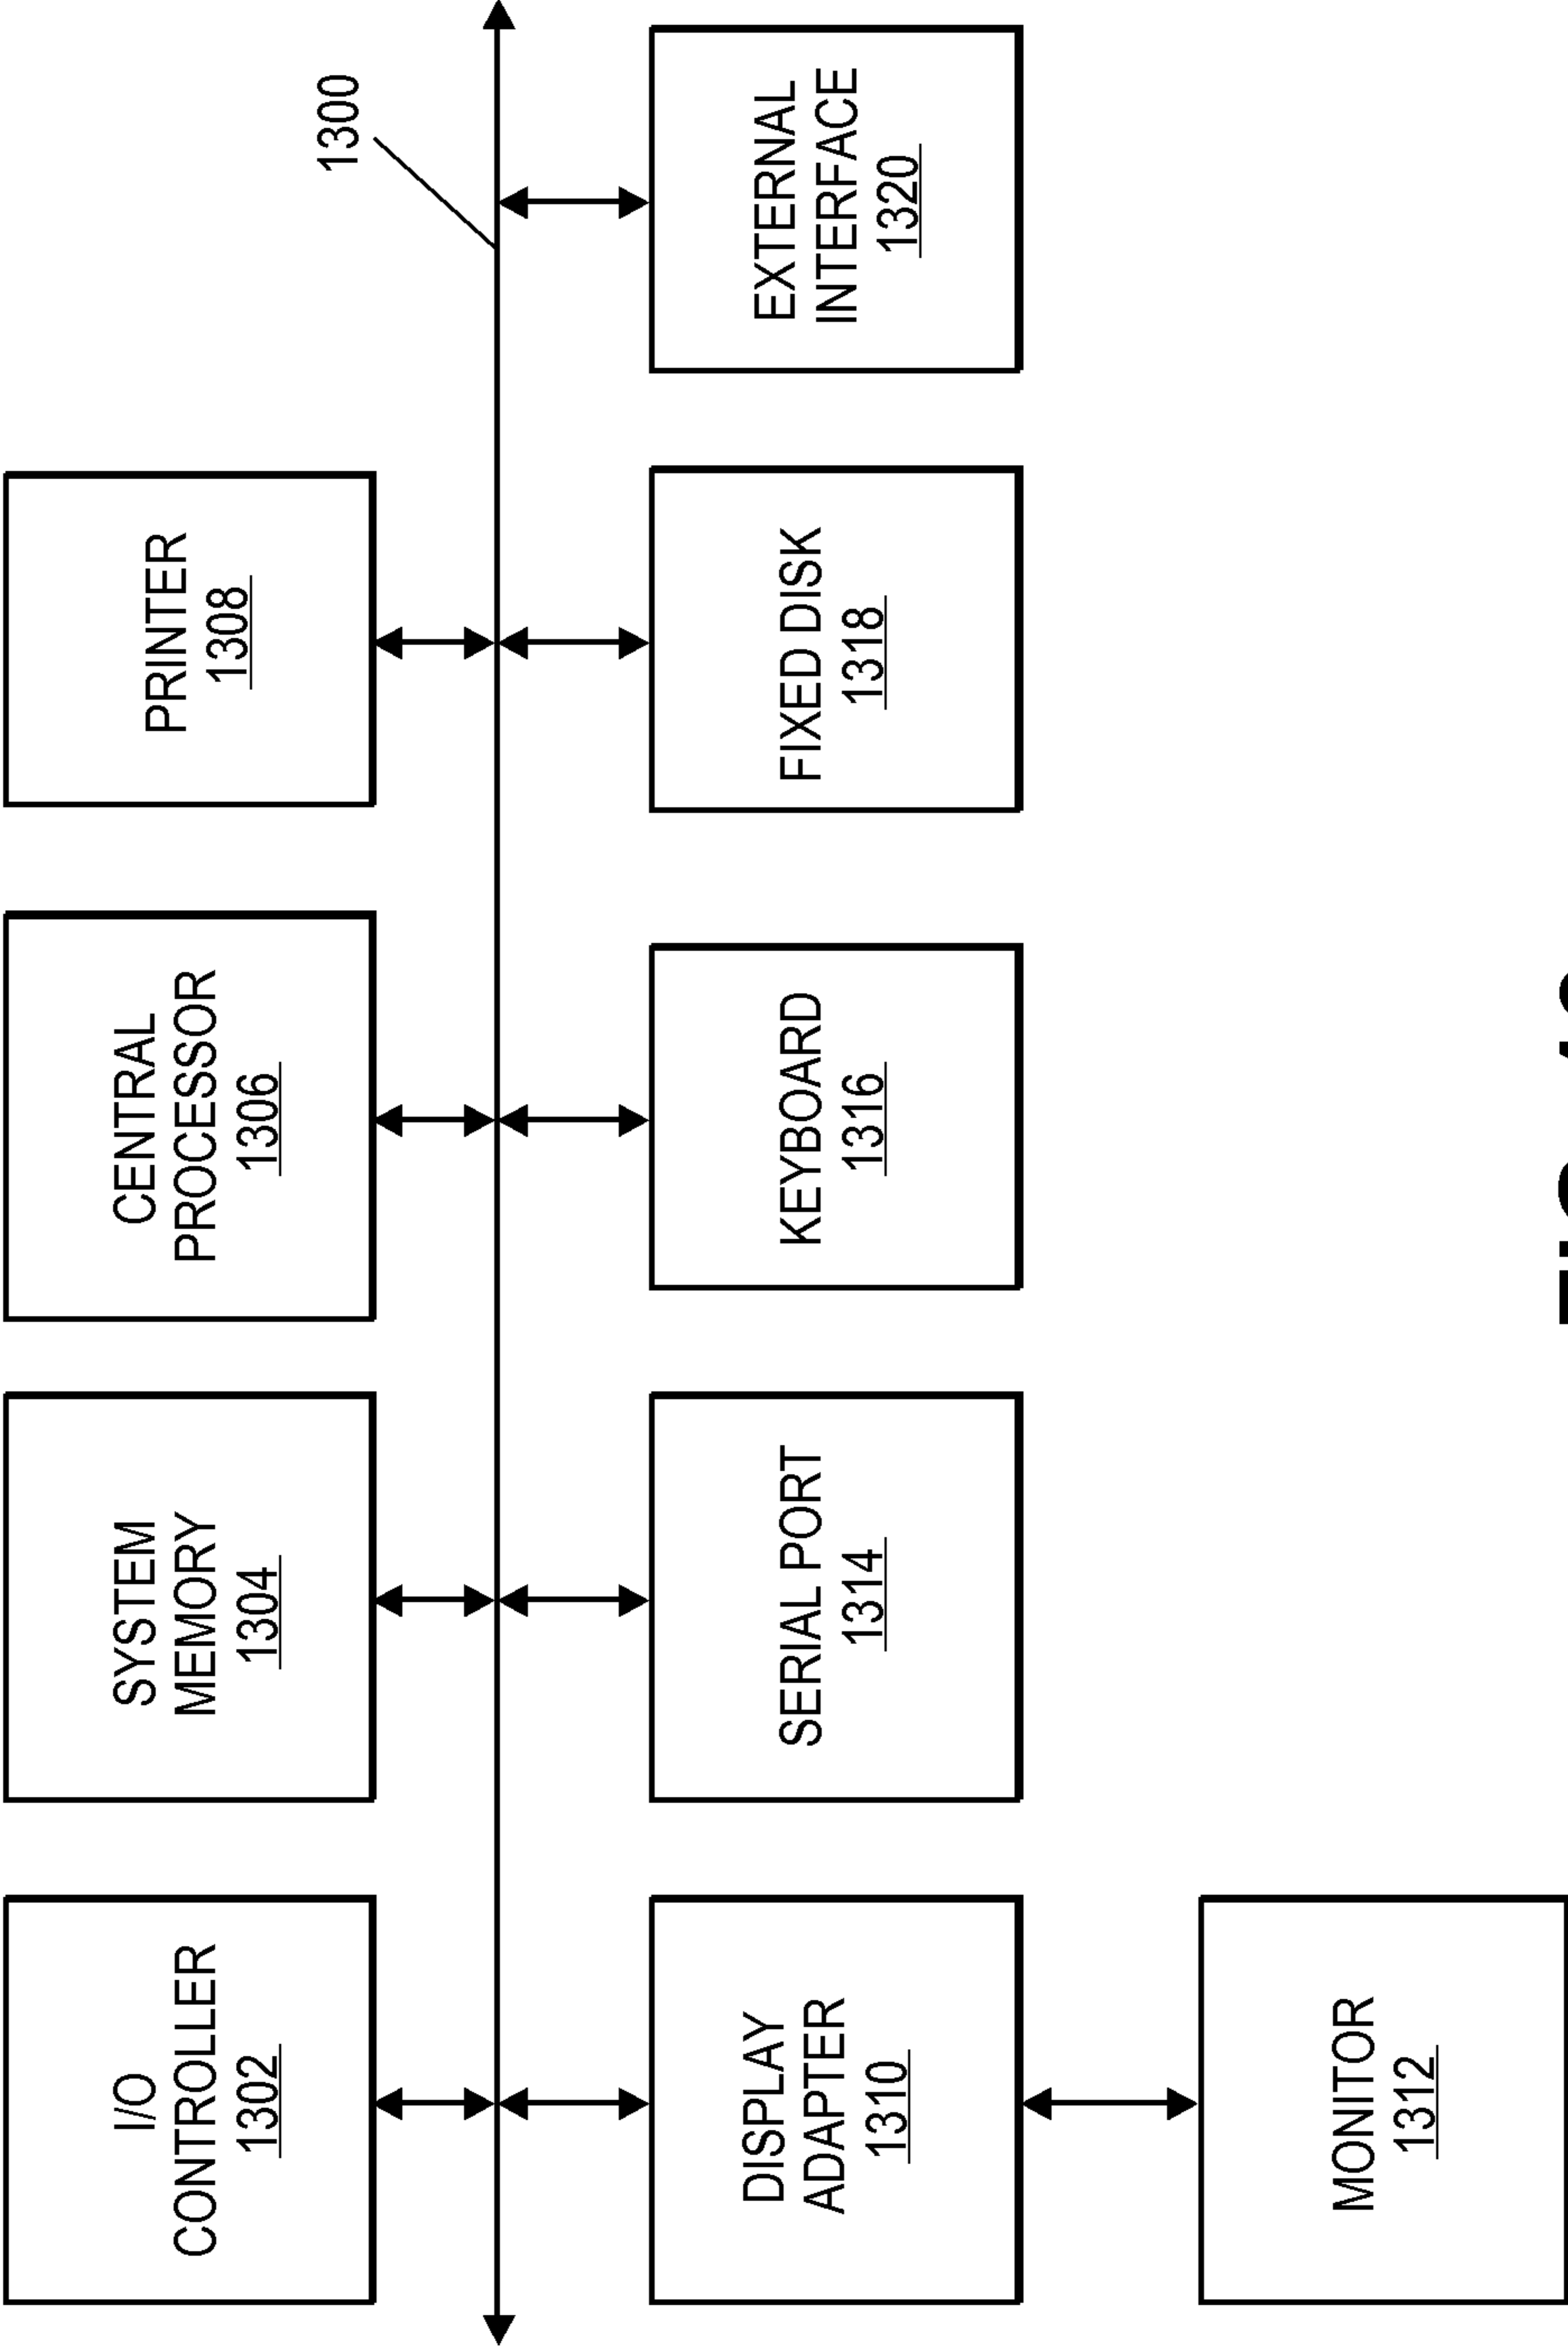 I/O
CONTROLLER
1302
SYSTEM
MEMORY
1304
CENTRAL
PROCESSOR
1306
PRINTER
1308
1300
DISPLAY
ADAPTER
1310
SERIAL PORT
1314
KEYBOARD
1316
FIXED DISK
1318
EXTERNAL
INTERFACE
1320
MONITOR
1312